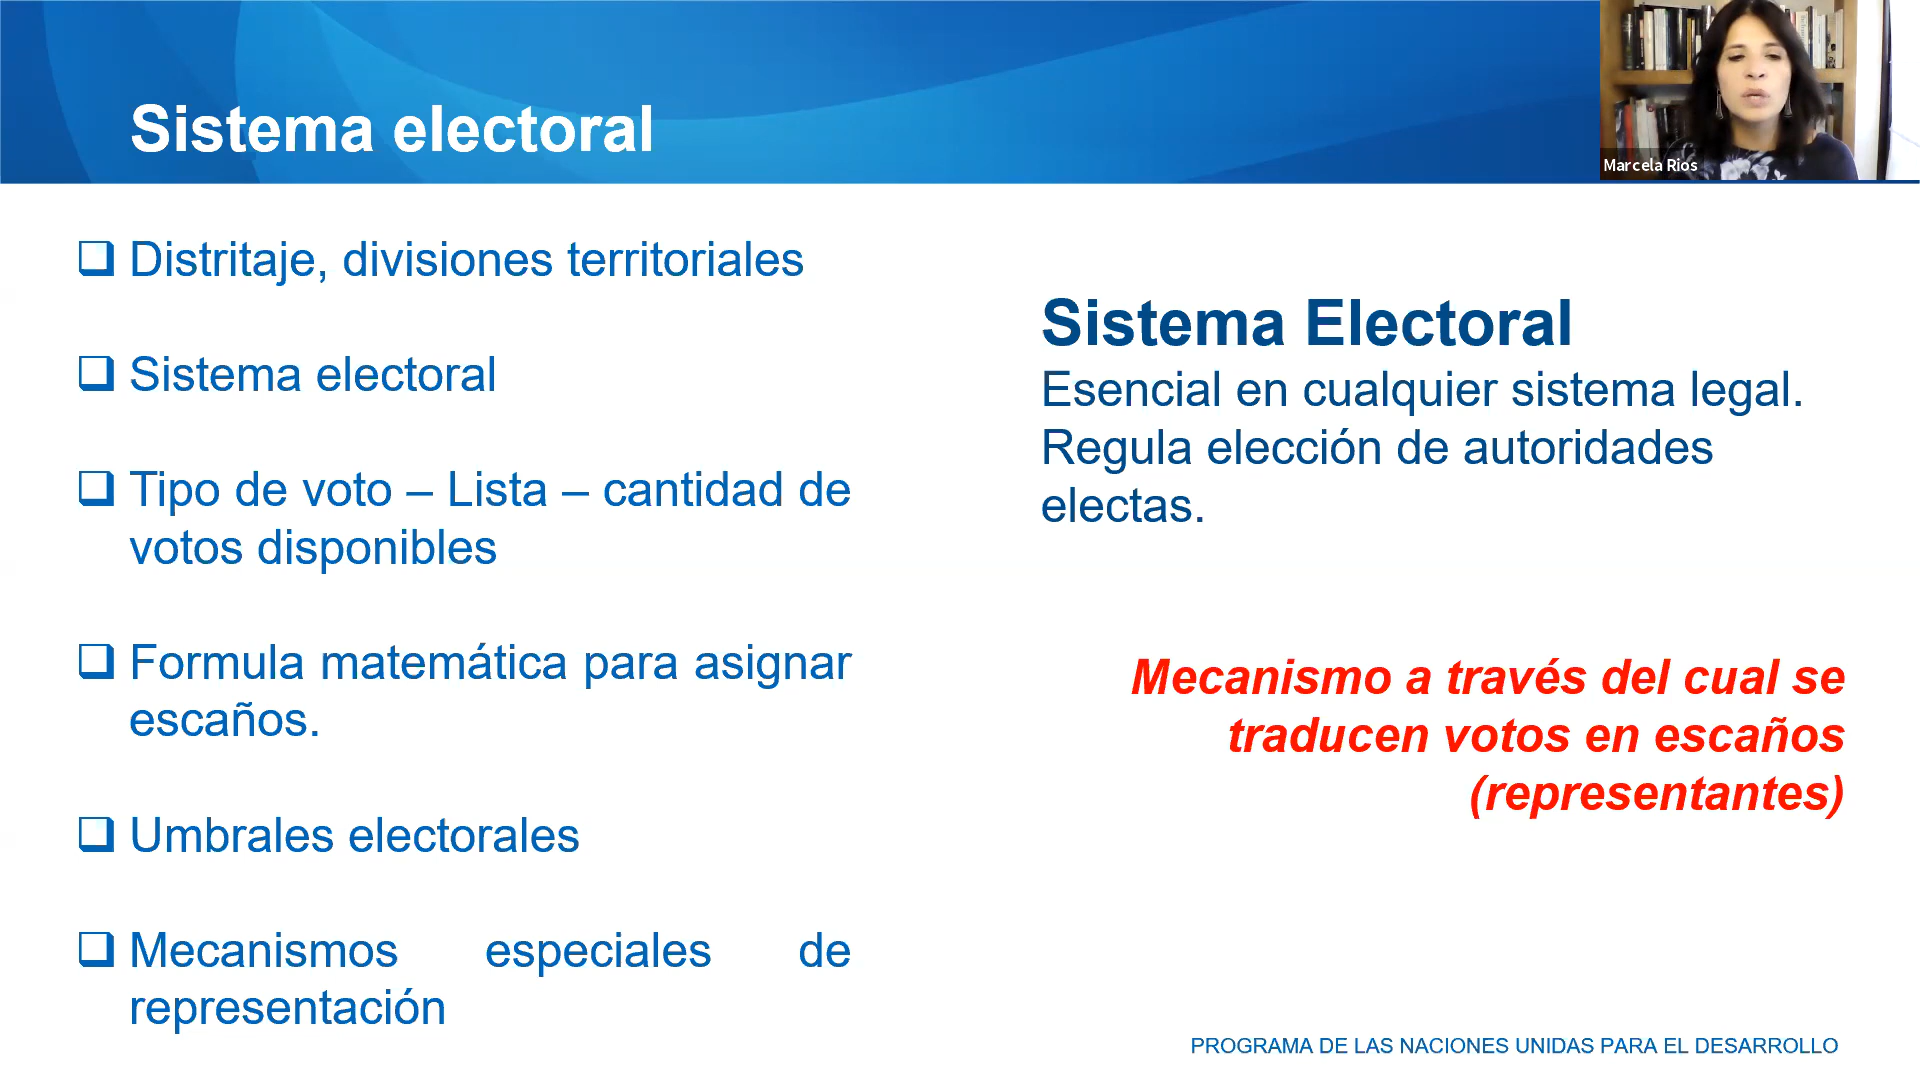 Sistema electoral
Marcela Rios
Distritaje, divisiones territoriales
Sistema electoral
Tipo de voto – Lista – cantidad de
votos disponibles
Formula matemática para asignar
escaños.
Umbrales electorales
Mecanismos especiales de
representación
Sistema Electoral
Esencial en cualquier sistema legal.
Regula elección de autoridades
electas.
Mecanismo a través del cual se
traducen votos en escaños
(representantes)
PROGRAMA DE LAS NACIONES UNIDAS PARA EL DESARROLLO